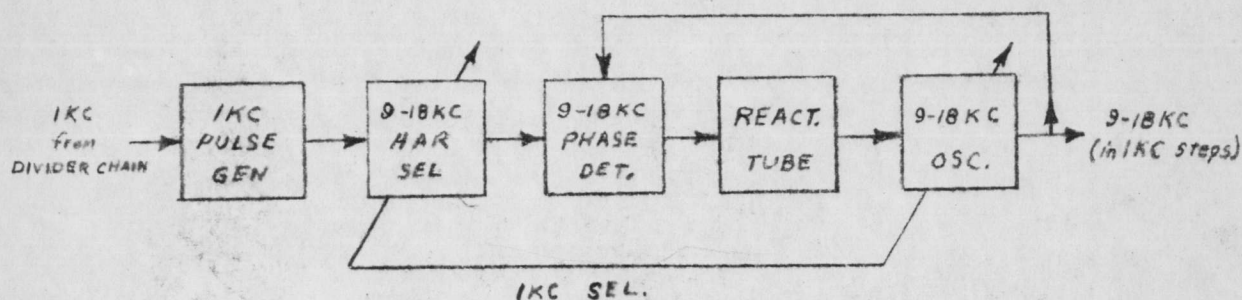 1KC
from
DIVIDER CHAIN
1KC
PULSE
GEN
9-18KC
HAR
SEL
9-18KC
PHASE
DET.
REACT.
TUBE
9-18KC
OSC.
9-18KC
(in 1KC steps)
1KC SEL.